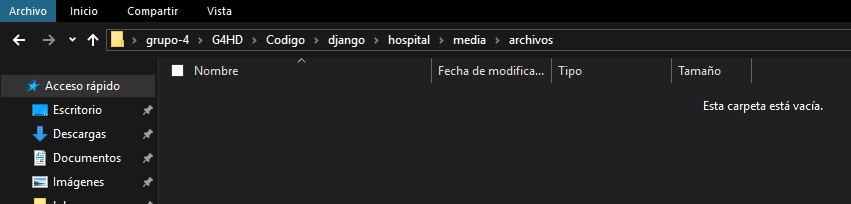 Archivo Inicio Compartir Vista
grupo-4 G4HD Codigo django hospital media archivos
Nombre Fecha de modifica... Tipo Tamaño
Acceso rápido
Esta carpeta está vacía.
Escritorio
Descargas
Documentos
Imágenes